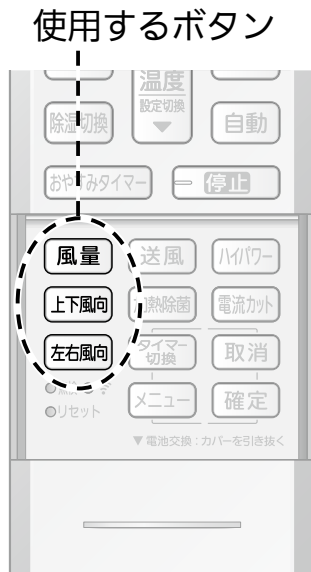 使用するボタン
温度
設定切換
▼
除湿切換
自動
おやすみタイマー
停止
風量
送風
ハイパワー
上下風向
加熱除菌
電流カット
左右風向
タイマー
切換
取消
リセット
メニュー
確定
▼電池交換：カバーを引き抜く